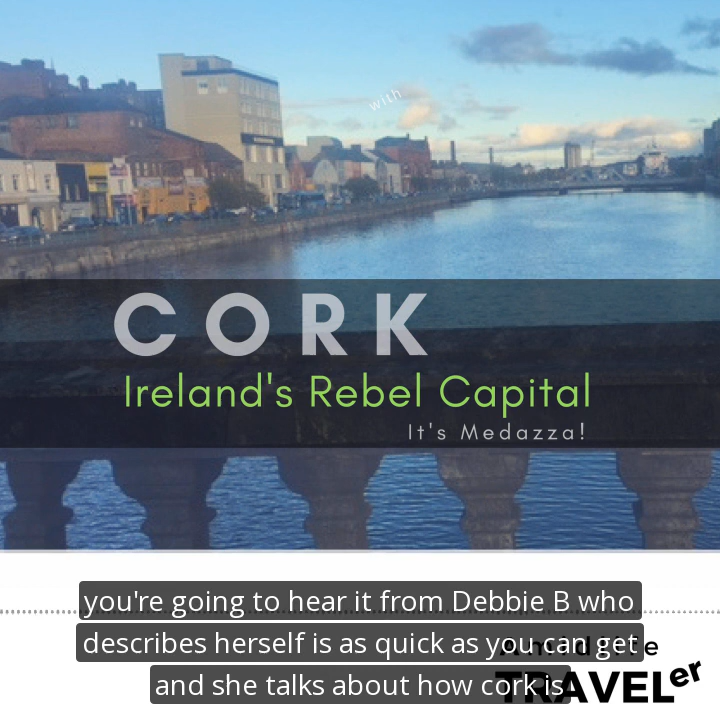 with
CORK
Ireland's Rebel Capital
It's Medazza!
you're going to hear it from Debbie B who
describes herself is as quick as you can get
and she talks about how cork is
Amidlife
TRAVELer